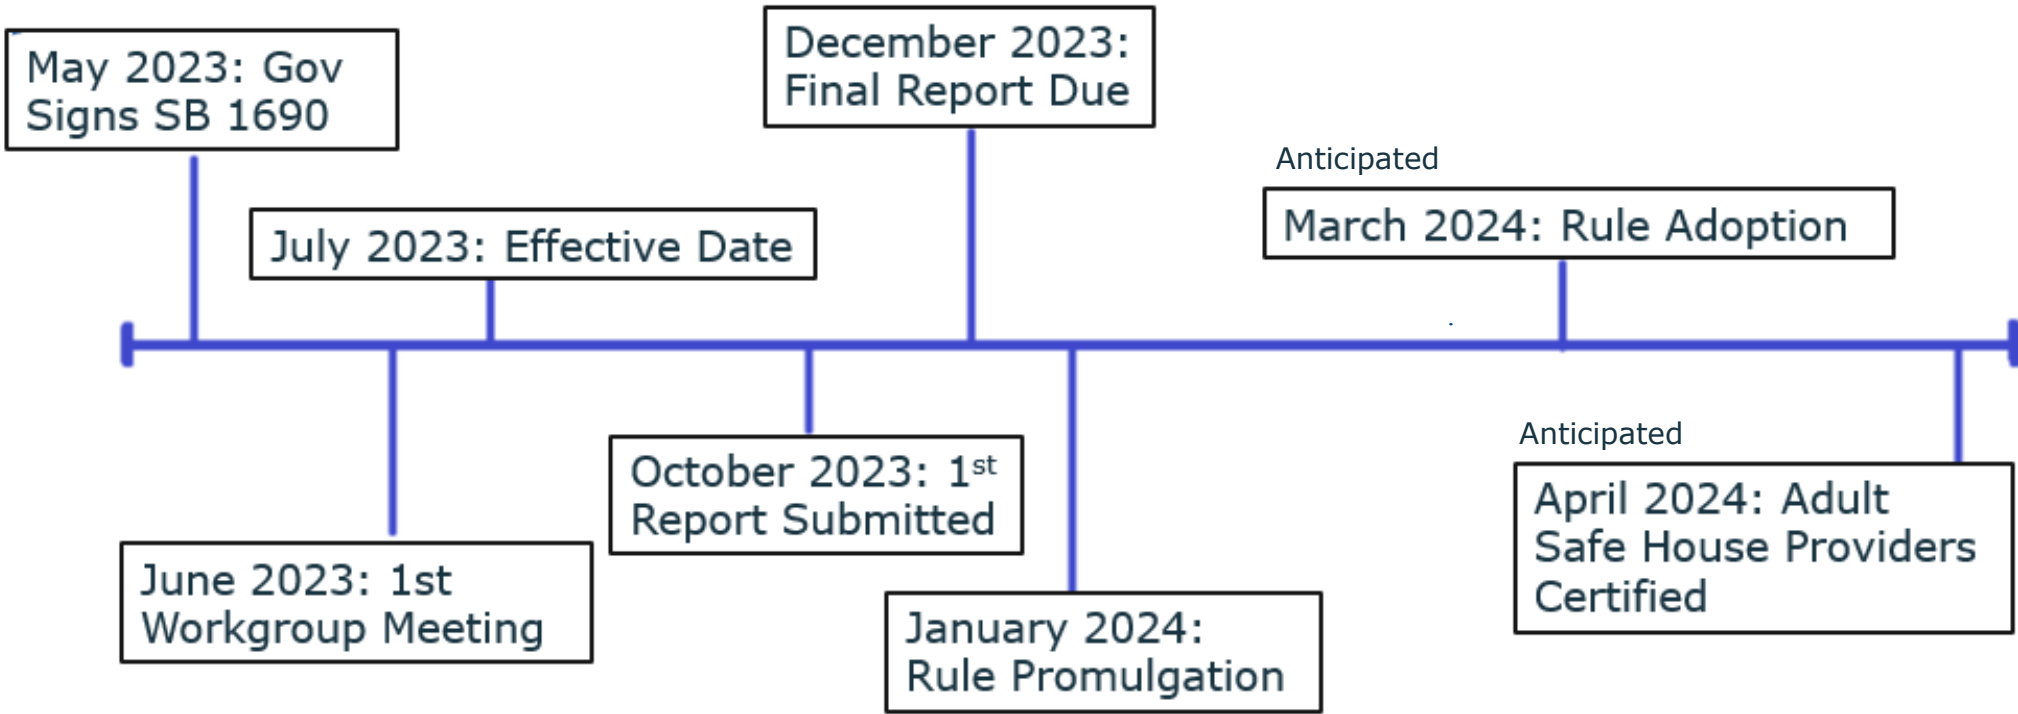 May 2023: Gov
Signs SB 1690
July 2023: Effective Date
December 2023:
Final Report Due
Anticipated
March 2024: Rule Adoption
June 2023: 1st
Workgroup Meeting
October 2023: 1st
Report Submitted
January 2024:
Rule Promulgation
Anticipated
April 2024: Adult
Safe House Providers
Certified